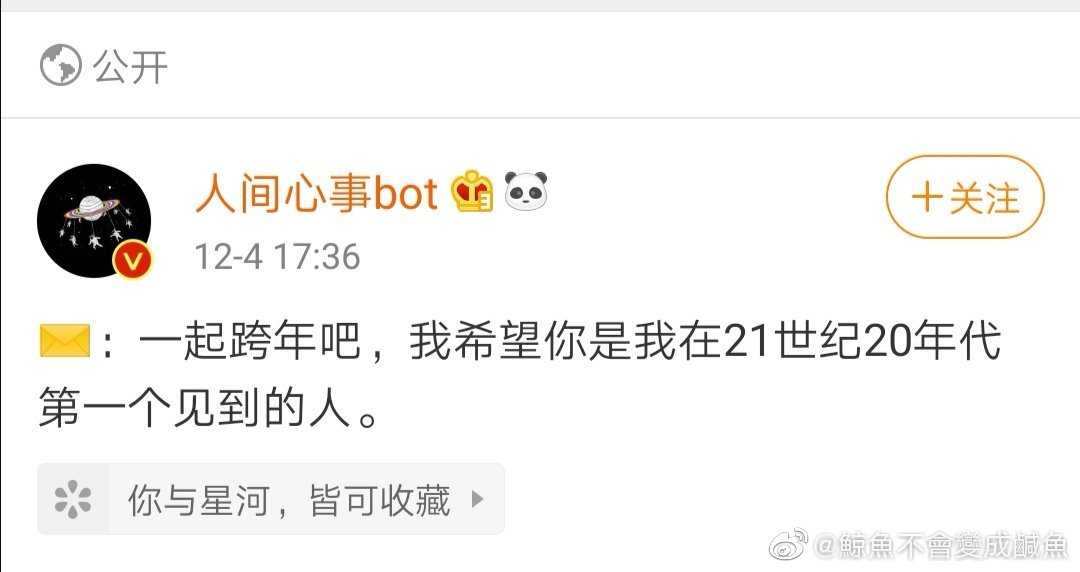 公开
人间心事bot
+关注
12-4 17:36
：一起跨年吧，我希望你是我在21世纪20年代
第一个见到的人。
你与星河，皆可收藏
@鲸魚不會變成鹹魚